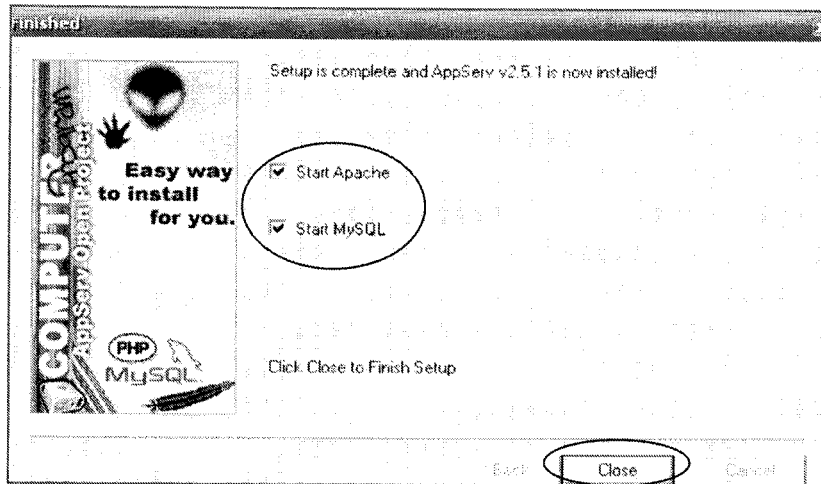 Finished
Setup is complete and AppServ v2.5.1 is now installed!
Easy way
to install
for you.
COMPUTER
AppServ Open Project
Start Apache
Start MySQL
PHP
MySQL
Click Close to Finish Setup
Back
Close
Cancel